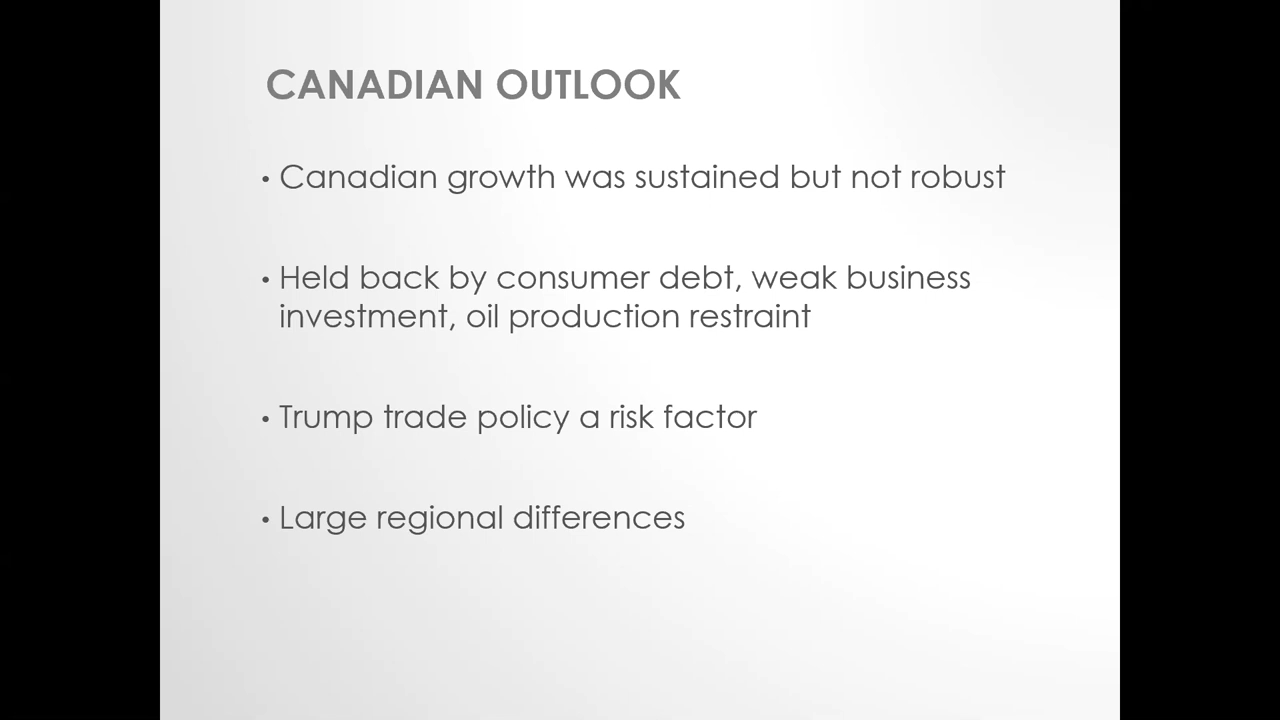 CANADIAN OUTLOOK
• Canadian growth was sustained but not robust
• Held back by consumer debt, weak business
investment, oil production restraint
• Trump trade policy a risk factor
• Large regional differences